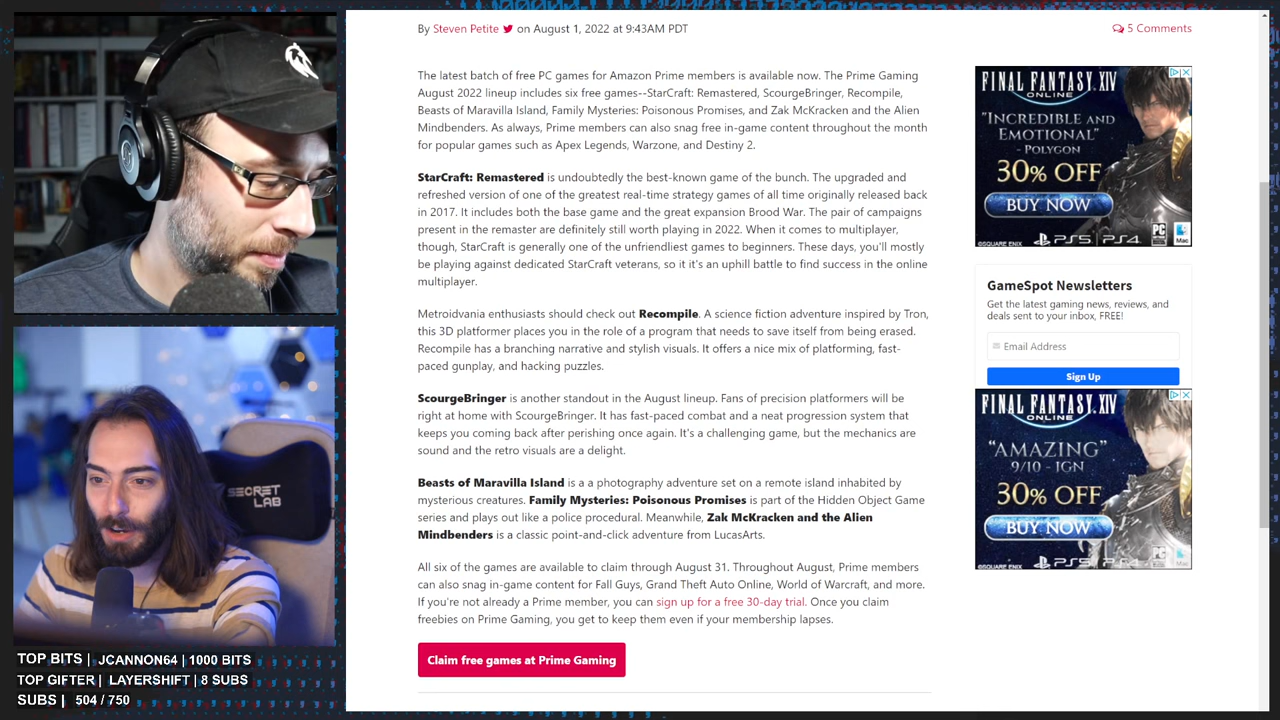 By Steven Petite on August 1, 2022 at 9:43AM PDT
5 Comments
The latest batch of free PC games for Amazon Prime members is available now. The Prime Gaming
August 2022 lineup includes six free games--StarCraft: Remastered, ScourgeBringer, Recompile,
Beasts of Maravilla Island, Family Mysteries: Poisonous Promises, and Zak McKracken and the Alien
Mindbenders. As always, Prime members can also snag free in-game content throughout the month
for popular games such as Apex Legends, Warzone, and Destiny 2.
StarCraft: Remastered is undoubtedly the best-known game of the bunch. The upgraded and
refreshed version of one of the greatest real-time strategy games of all time originally released back
in 2017. It includes both the base game and the great expansion Brood War. The pair of campaigns
present in the remaster are definitely still worth playing in 2022. When it comes to multiplayer,
though, StarCraft is generally one of the unfriendliest games to beginners. These days, you'll mostly
be playing against dedicated StarCraft veterans, so it it's an uphill battle to find success in the online
multiplayer.
Metroidvania enthusiasts should check out Recompile. A science fiction adventure inspired by Tron,
this 3D platformer places you in the role of a program that needs to save itself from being erased.
Recompile has a branching narrative and stylish visuals. It offers a nice mix of platforming, fast-
paced gunplay, and hacking puzzles.
ScourgeBringer is another standout in the August lineup. Fans of precision platformers will be
right at home with ScourgeBringer. It has fast-paced combat and a neat progression system that
keeps you coming back after perishing once again. It's a challenging game, but the mechanics are
sound and the retro visuals are a delight.
Beasts of Maravilla Island is a a photography adventure set on a remote island inhabited by
mysterious creatures. Family Mysteries: Poisonous Promises is part of the Hidden Object Game
series and plays out like a police procedural. Meanwhile, Zak McKracken and the Alien
Mindbenders is a classic point-and-click adventure from LucasArts.
All six of the games are available to claim through August 31. Throughout August, Prime members
can also snag in-game content for Fall Guys, Grand Theft Auto Online, World of Warcraft, and more.
If you're not already a Prime member, you can sign up for a free 30-day trial. Once you claim
freebies on Prime Gaming, you get to keep them even if your membership lapses.
Claim free games at Prime Gaming
FINAL FANTASY XIV
ONLINE
"INCREDIBLE AND
EMOTIONAL"
- POLYGON
30% OFF
BUY NOW
©SQUARE ENIX PS5 | PS4 PC Mac
GameSpot Newsletters
Get the latest gaming news, reviews, and
deals sent to your inbox, FREE!
Email Address
Sign Up
FINAL FANTASY XIV
ONLINE
"AMAZING"
9/10 - IGN
30% OFF
BUY NOW
©SQUARE ENIX PS5 | PS4
SECRET
LAB
TOP BITS | JCANNON64 | 1000 BITS
TOP GIFTER | LAYERSHIFT | 8 SUBS
SUBS | 504 / 750